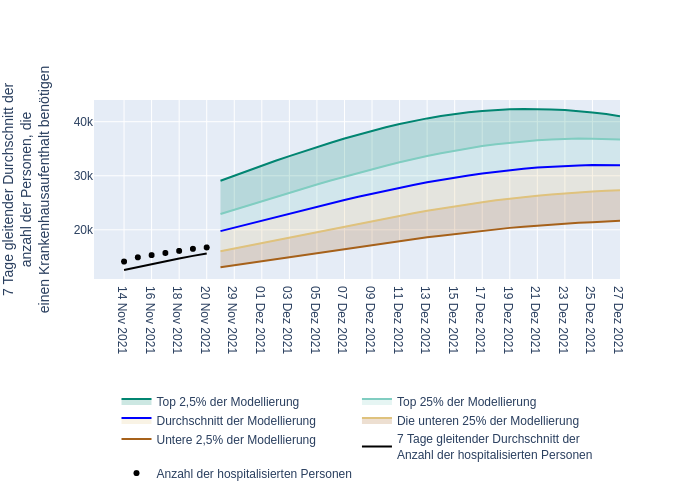 7 Tage gleitender Durchschnitt der
anzahl der Personen, die
einen Krankenhausaufenthalt benötigen
40k
30k
20k
14 Nov 2021
16 Nov 2021
18 Nov 2021
20 Nov 2021
29 Nov 2021
01 Dez 2021
03 Dez 2021
05 Dez 2021
07 Dez 2021
09 Dez 2021
11 Dez 2021
13 Dez 2021
15 Dez 2021
17 Dez 2021
19 Dez 2021
21 Dez 2021
23 Dez 2021
25 Dez 2021
27 Dez 2021
Top 2,5% der Modellierung
Top 25% der Modellierung
Durchschnitt der Modellierung
Die unteren 25% der Modellierung
Untere 2,5% der Modellierung
7 Tage gleitender Durchschnitt der
Anzahl der hospitalisierten Personen
Anzahl der hospitalisierten Personen